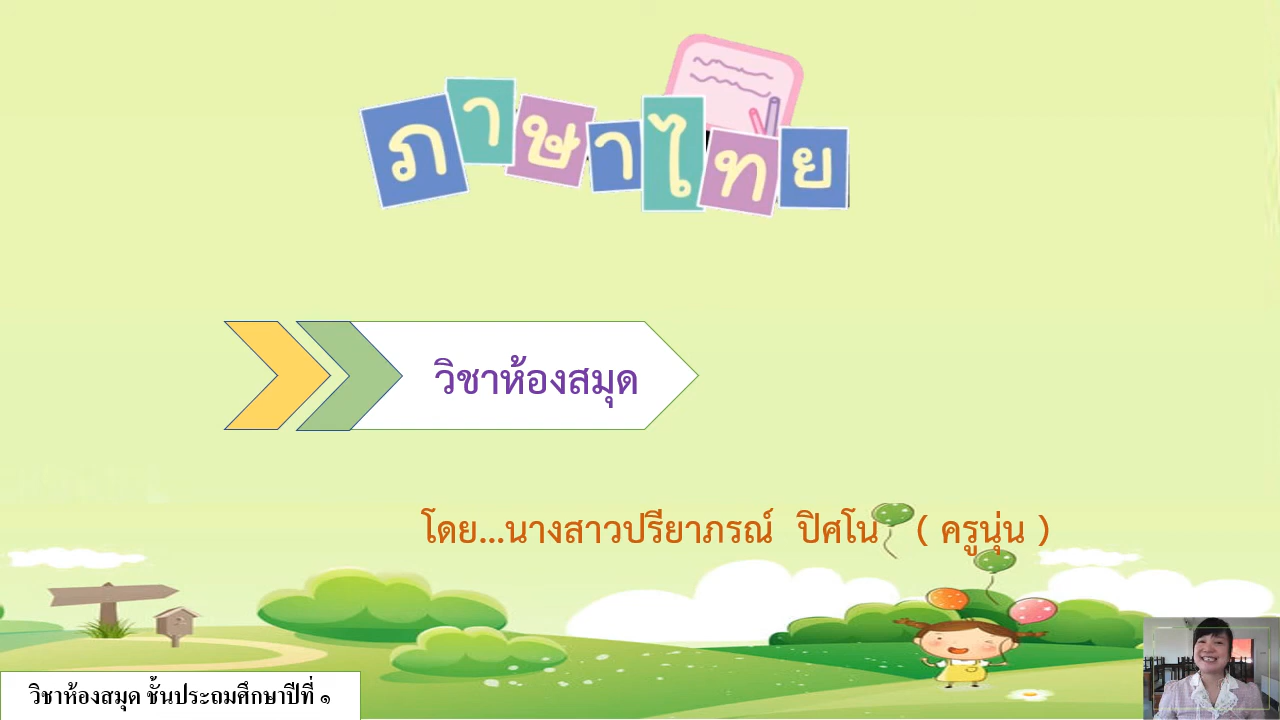 ภาษาไทย
วิชาห้องสมุด
โดย...นางสาวปรียาภรณ์ ปิศโน ( ครูนุ่น )
วิชาห้องสมุด ชั้นประถมศึกษาปีที่ ๑